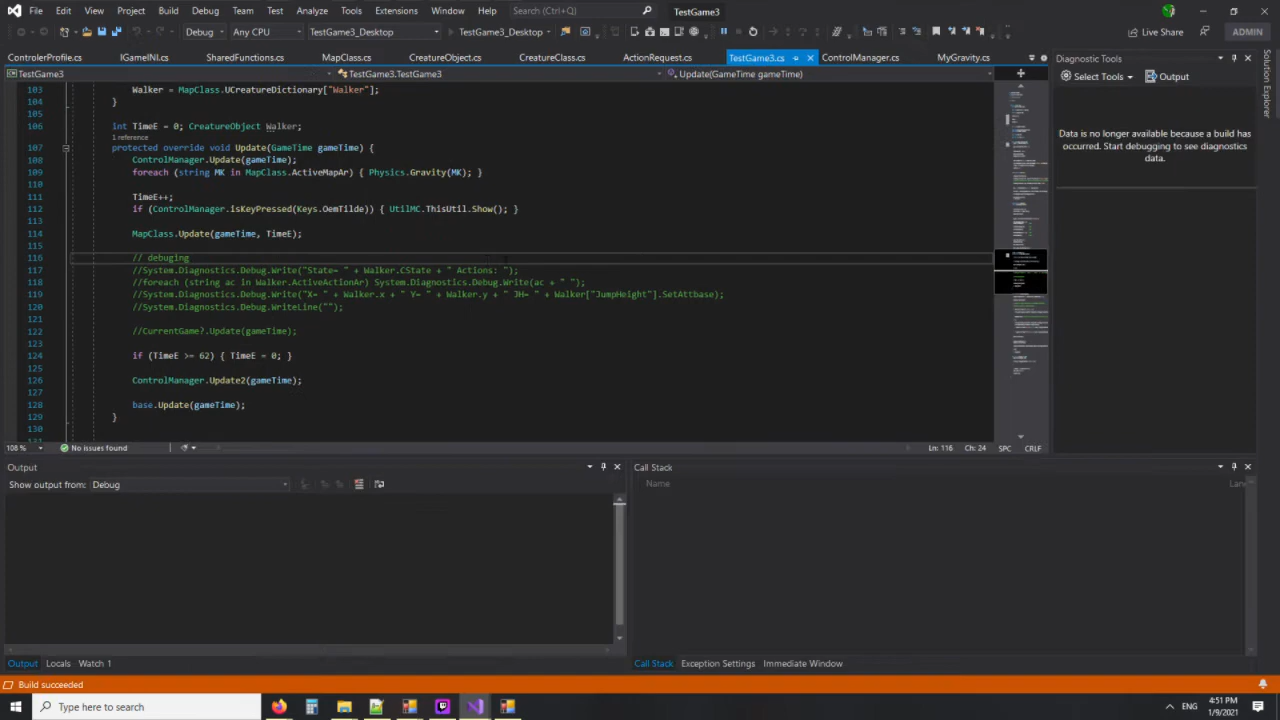 File Edit View Project Build Debug Team Test Analyze Tools Extensions Window Help Search (Ctrl+Q) TestGame3
Debug Any CPU TestGame3_Desktop TestGame3_Desktop Live Share ADMIN
ControlerProfile.cs IGameINI.cs SharedFunctions.cs MapClass.cs CreatureObject.cs CreatureClass.cs ActionRequest.cs TestGame3.cs ControlManager.cs MyGravity.cs
TestGame3 TestGame3.TestGame3 Update(GameTime gameTime)
103 Walker = MapClass.UCreatureDictionary["Walker"];
104 }
105
106 int TimeE = 0; CreatureObject Walker;
1 reference
107 protected override void Update(GameTime gameTime) {
108 ControlManager.Update(gameTime);
109 foreach (string MK in MapClass.ActiveMapAr) { Physics.Gravity(MK); }
110
111 TimeE++;
112 if (ControlManager.isKeyPressed(Keys.OemTilde)) { UtilMC.ThisUtil.Show(); }
113
114 MapClass.Update(gameTime, TimeE);
115
116 // debuging
117 //System.Diagnostics.Debug.Write("State= " + Walker.cState + " Actions: ");
118 //foreach (string ac in Walker.ActionActionAr) System.Diagnostics.Debug.Write(ac + " ");
119 //System.Diagnostics.Debug.Write("X=" + Walker.x + " Y= " + Walker.y + " JH= " + Walker["JumpHeight"].SetAttbase);
120 //System.Diagnostics.Debug.WriteLine("");
121
122 //CurrentGame?.Update(gameTime);
123
124 if (TimeE >= 62) { TimeE = 0; }
125
126 ControlManager.Update2(gameTime);
127
128 base.Update(gameTime);
129 }
130
131
108 % No issues found Ln: 116 Ch: 24 SPC CRLF
Diagnostic Tools
Select Tools Output
Data is no longer available because a build has
occurred. Start debugging to see diagnostics
data.
Solution Explorer
Output
Show output from: Debug
Call Stack
Name
Output Locals Watch 1
Call Stack Exception Settings Immediate Window
Build succeeded
Type here to search
ENG
4:51 PM
1/9/2021